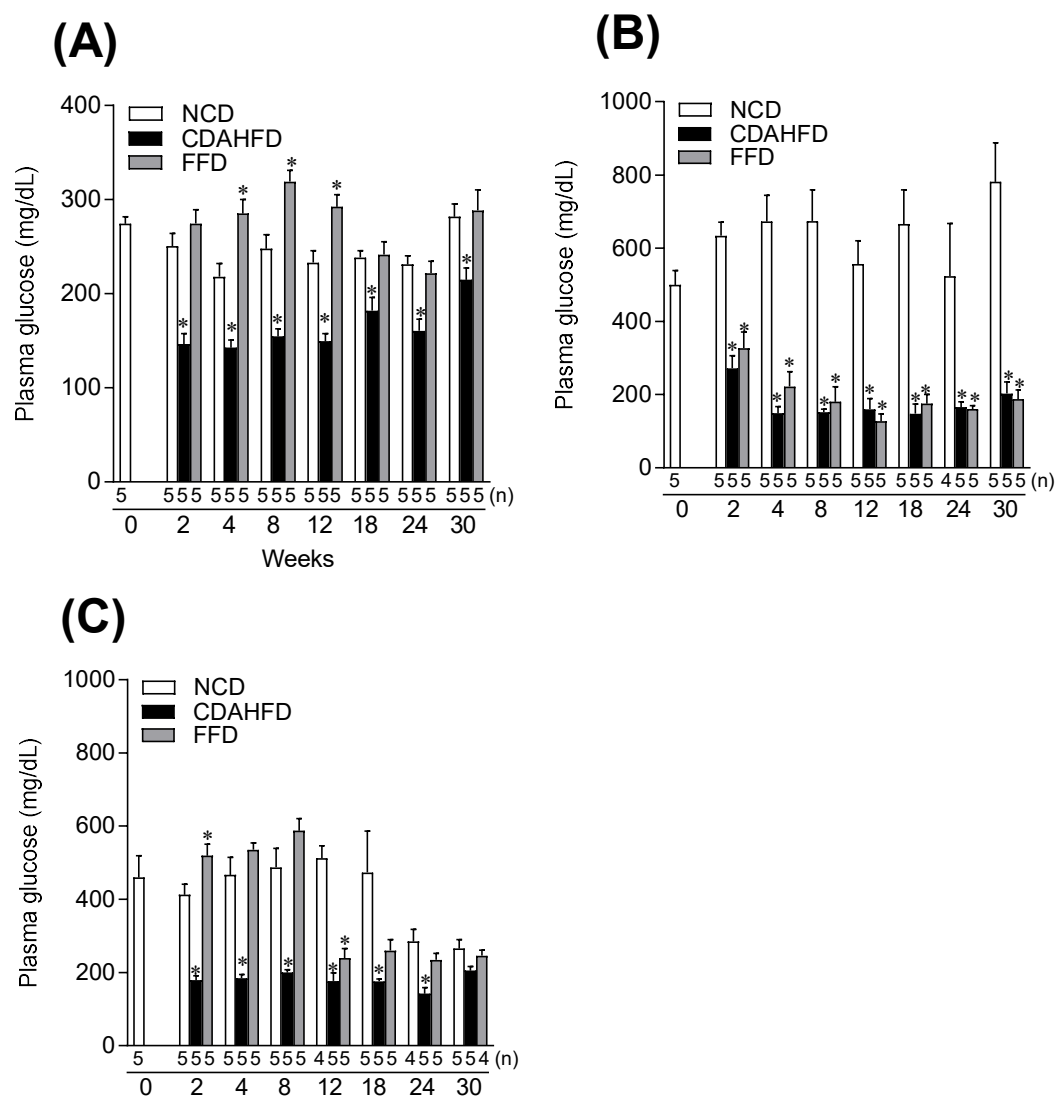 (A)
Plasma glucose (mg/dL)
400
300
200
100
0
NCD
CDAHFD
FFD
* * * * * * * * * *
5 555 555 555 555 555 555 555 (n)
0 2 4 8 12 18 24 30
Weeks
(B)
Plasma glucose (mg/dL)
1000
800
600
400
200
0
NCD
CDAHFD
FFD
* * * * * * * * * * * * * *
5 555 555 555 555 555 455 555 (n)
0 2 4 8 12 18 24 30
(C)
Plasma glucose (mg/dL)
1000
800
600
400
200
0
NCD
CDAHFD
FFD
* * * * * * * *
5 555 555 555 455 555 455 554 (n)
0 2 4 8 12 18 24 30